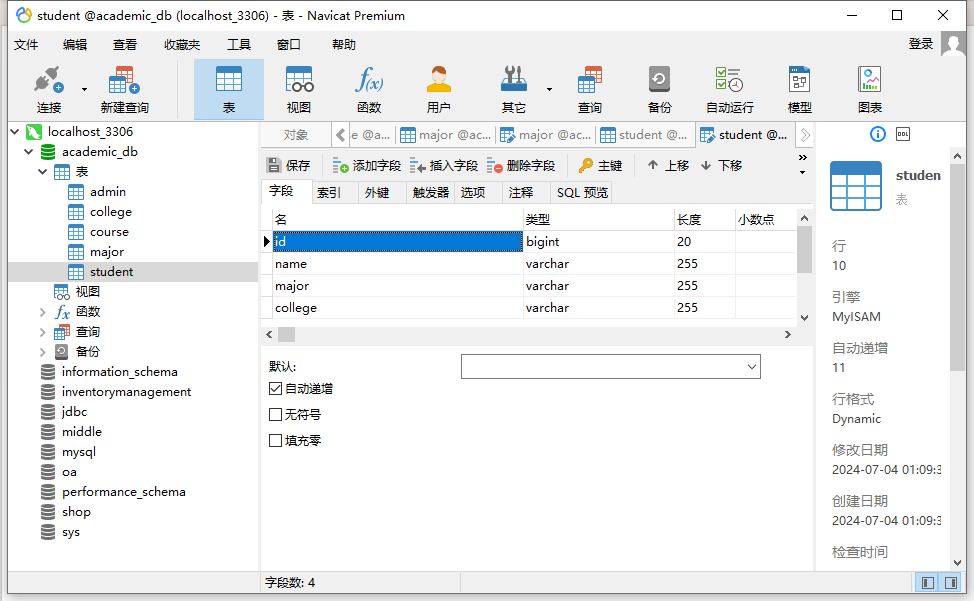 student @academic_db (localhost_3306) - 表 - Navicat Premium
文件 编辑 查看 收藏夹 工具 窗口 帮助 登录
连接 新建查询 表 视图 函数 用户 其它 查询 备份 自动运行 模型 图表
localhost_3306
academic_db
表
admin
college
course
major
student
视图
函数
查询
备份
information_schema
inventorymanagement
jdbc
middle
mysql
oa
performance_schema
shop
sys
对象 e @a... major @ac... major @ac... student @... student @...
保存 添加字段 插入字段 删除字段 主键 上移 下移
字段 索引 外键 触发器 选项 注释 SQL 预览
名 类型 长度 小数点
id bigint 20
name varchar 255
major varchar 255
college varchar 255
默认:
自动递增
无符号
填充零
DDL
studen
表
行
10
引擎
MyISAM
自动递增
11
行格式
Dynamic
修改日期
2024-07-04 01:09:3
创建日期
2024-07-04 01:09:3
检查时间
字段数: 4